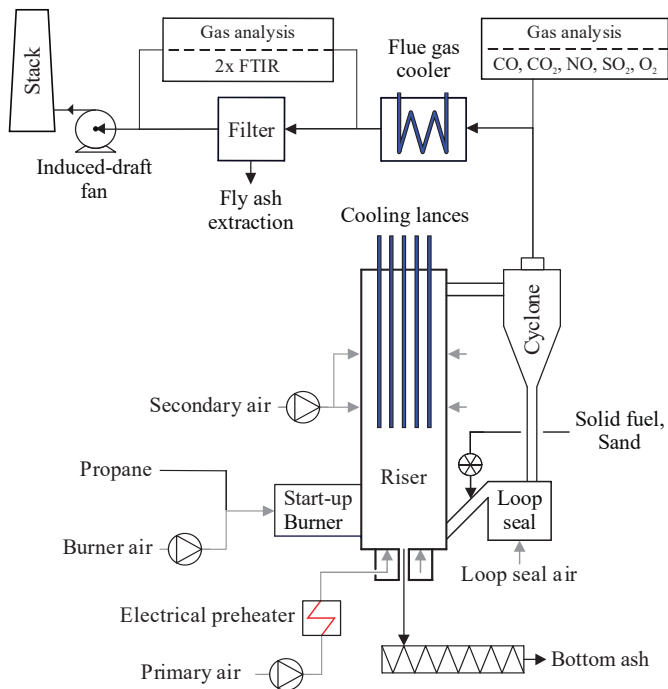 Stack
Gas analysis
2x FTIR
Flue gas
cooler
Gas analysis
CO, CO₂, NO, SO₂, O₂
Filter
Induced-draft
fan
Fly ash
extraction
Cooling lances
Cyclone
Secondary air
Solid fuel,
Sand
Propane
Riser
Start-up
Burner
Loop
seal
Burner air
Loop seal air
Electrical preheater
Primary air
Bottom ash